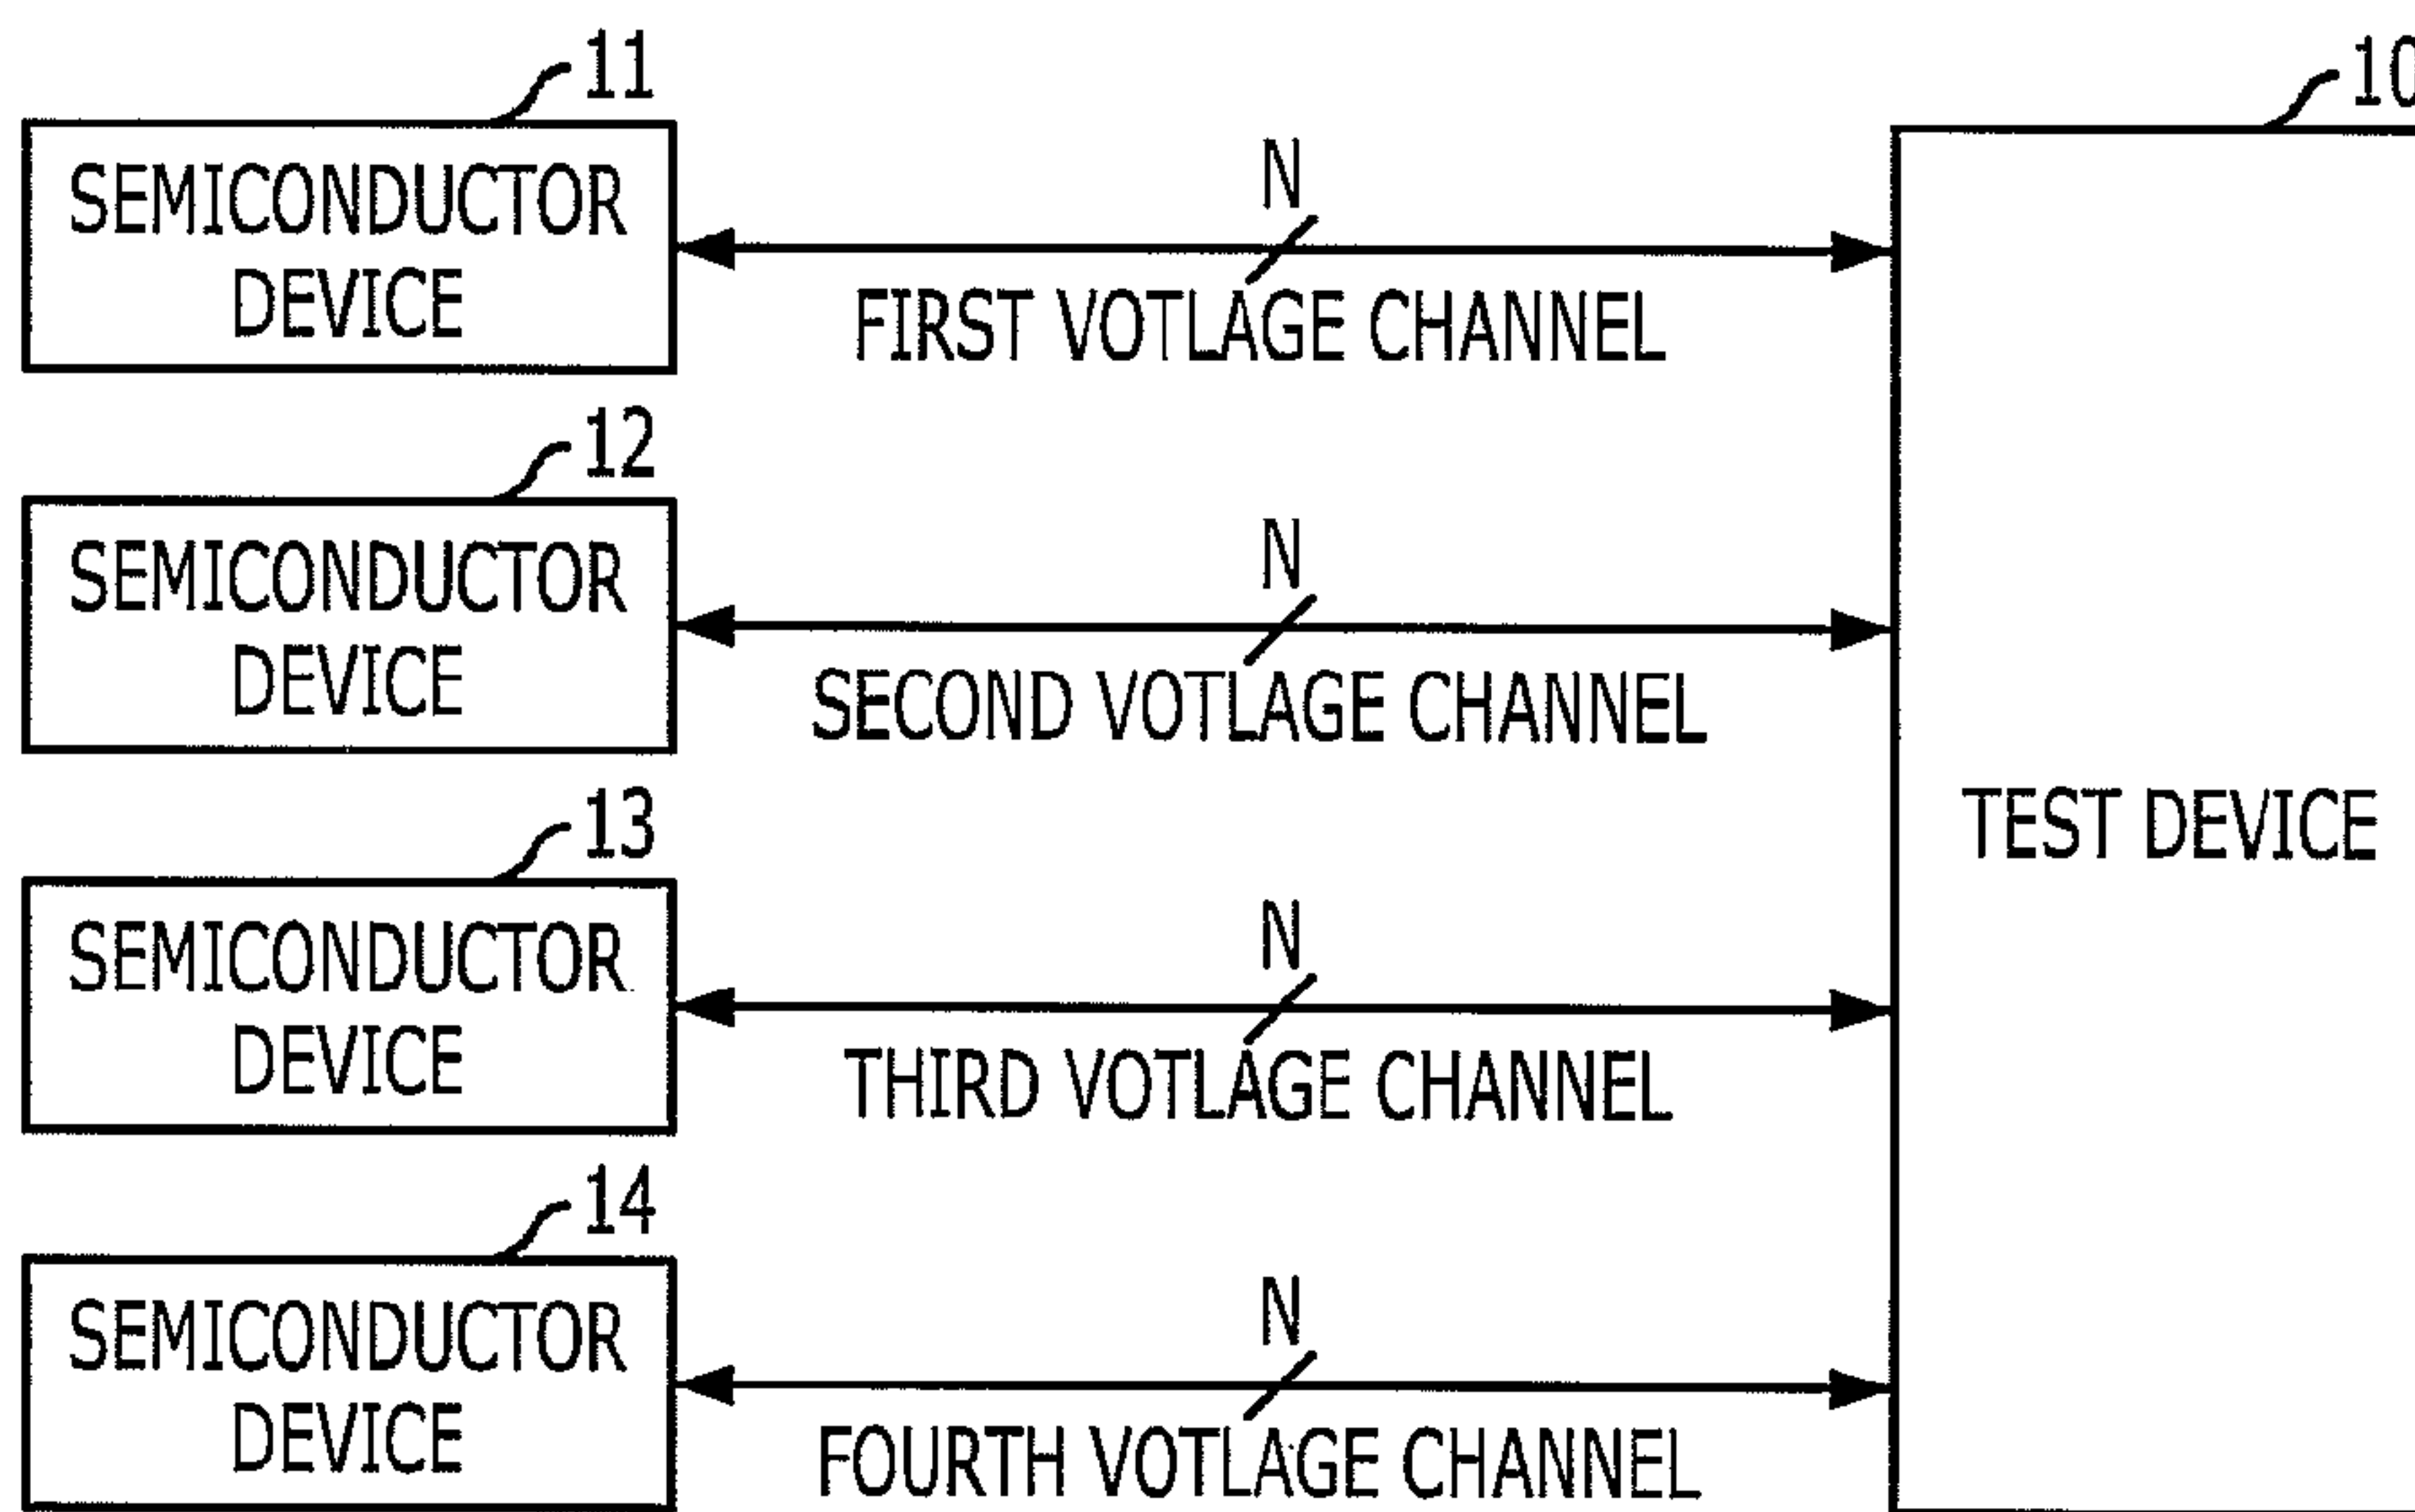 11
10
SEMICONDUCTOR
DEVICE
N
FIRST VOTLAGE CHANNEL
12
SEMICONDUCTOR
DEVICE
N
SECOND VOTLAGE CHANNEL
TEST DEVICE
13
SEMICONDUCTOR
DEVICE
N
THIRD VOTLAGE CHANNEL
14
SEMICONDUCTOR
DEVICE
N
FOURTH VOTLAGE CHANNEL